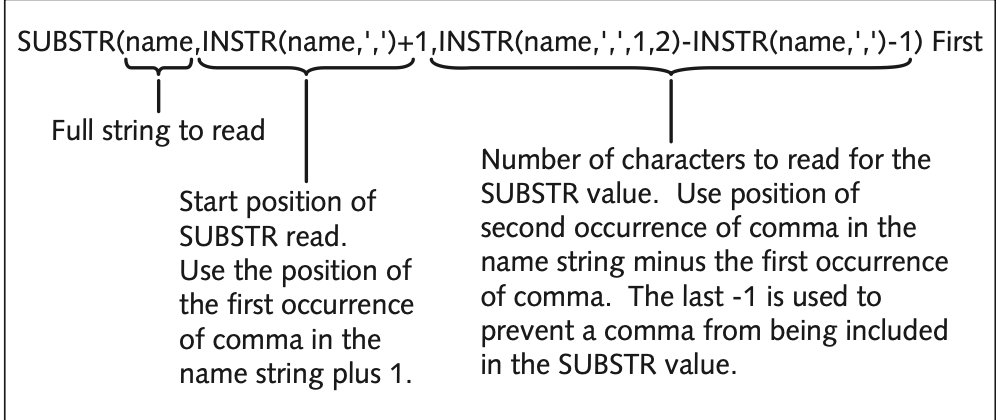 SUBSTR(name,INSTR(name,',')+1,INSTR(name,',',1,2)-INSTR(name,',')-1) First
Full string to read
Start position of
SUBSTR read.
Use the position of
the first occurrence
of comma in the
name string plus 1.
Number of characters to read for the
SUBSTR value.  Use position of
second occurrence of comma in the
name string minus the first occurrence
of comma.  The last -1 is used to
prevent a comma from being included
in the SUBSTR value.